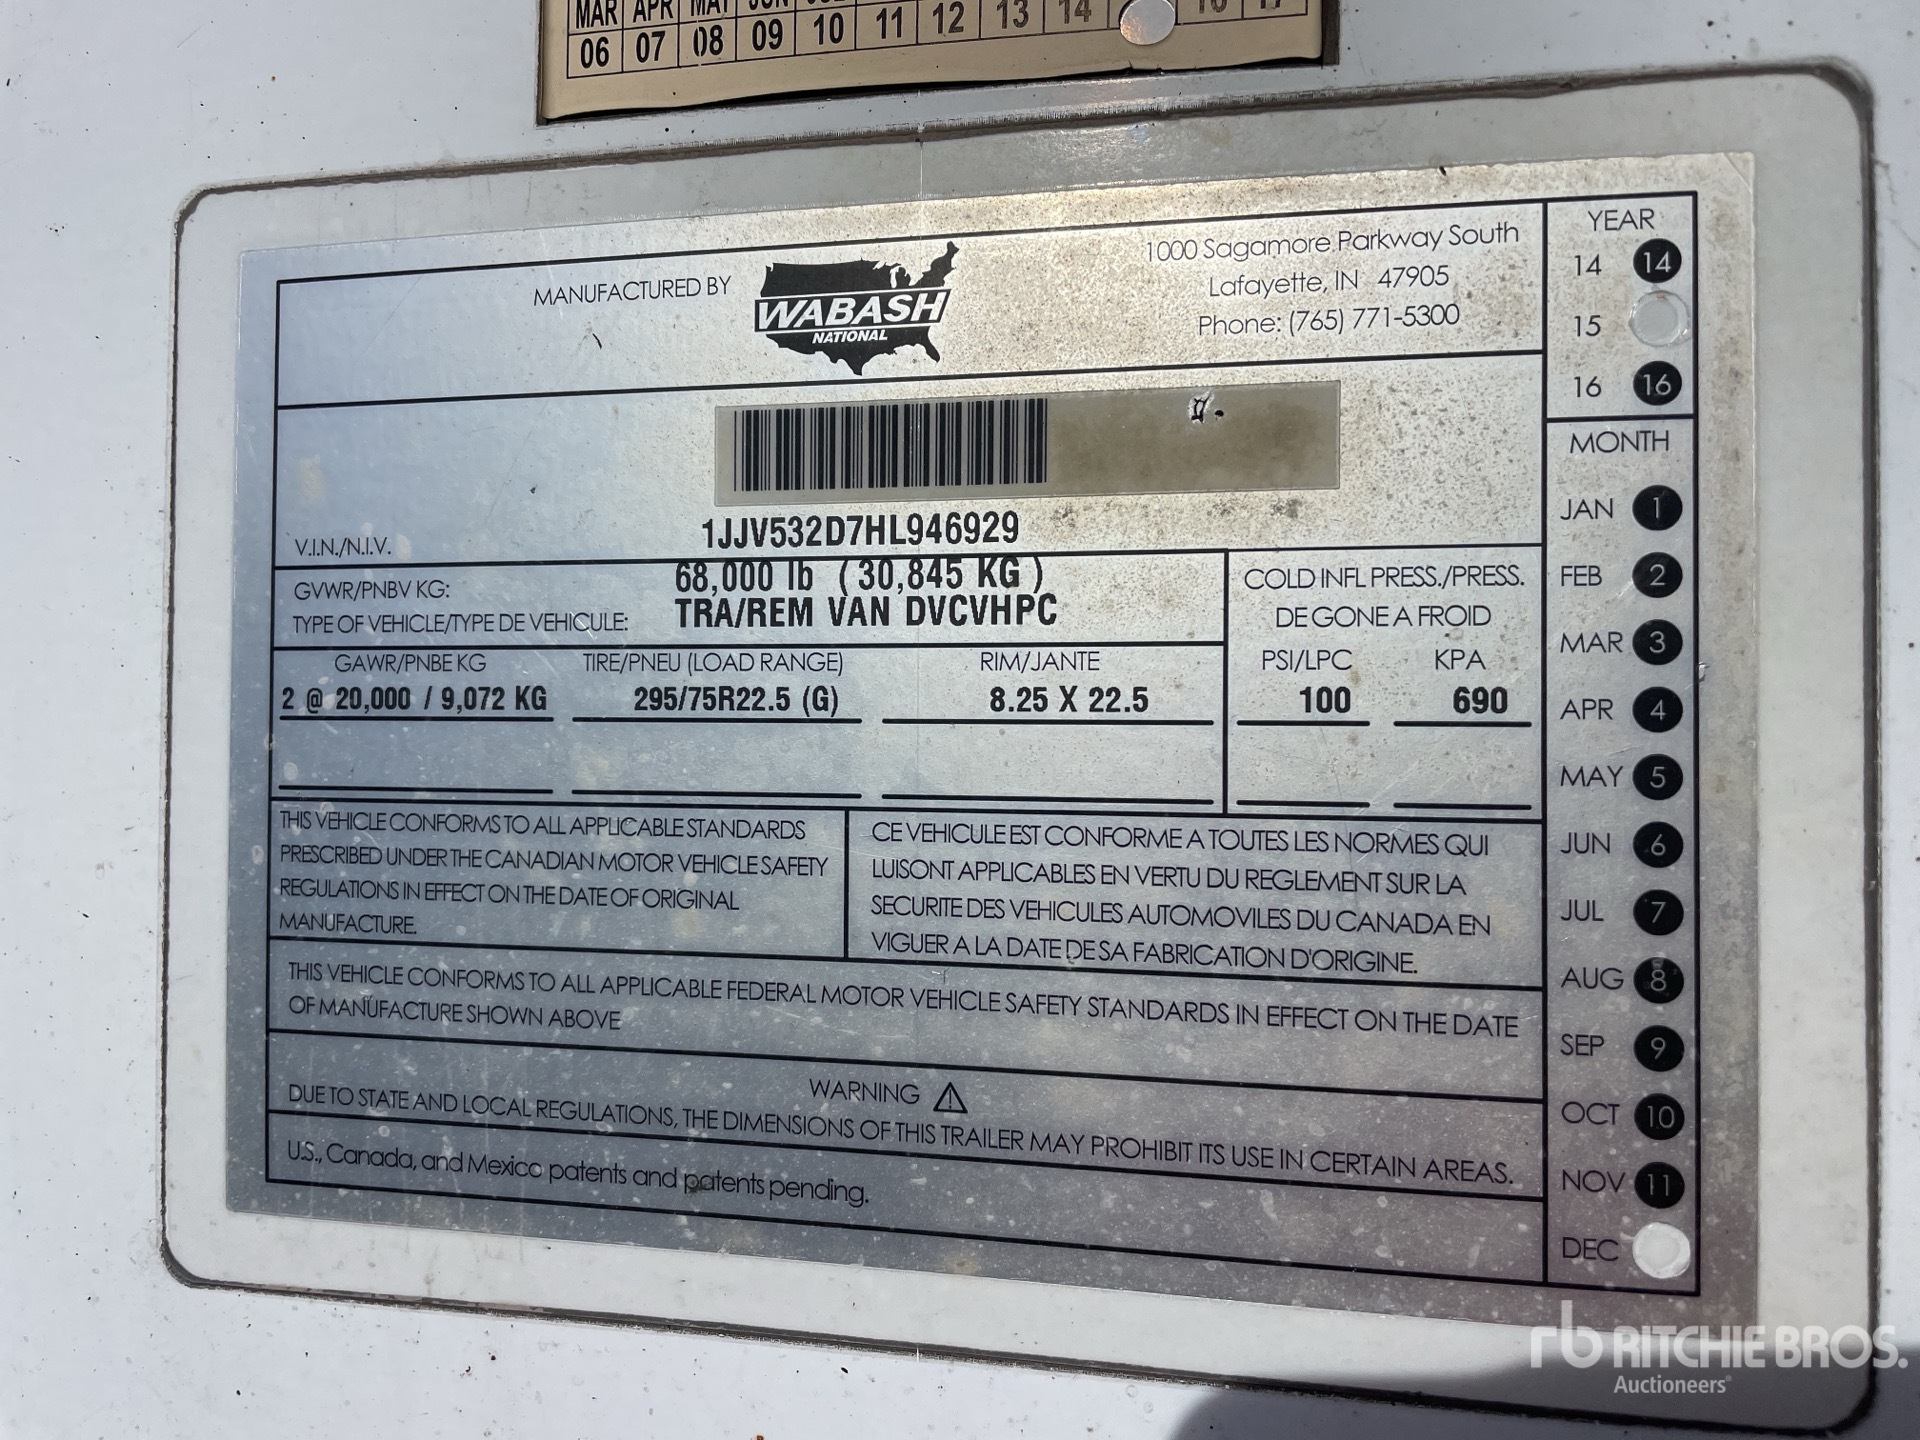 MAR APR MAY JUN
06 07 08 09 10 11 12 13 14 16 17
MANUFACTURED BY
WABASH
NATIONAL
1000 Sagamore Parkway South
Lafayette, IN 47905
Phone: (765) 771-5300
V.I.N./N.I.V.
1JJV532D7HL946929
GVWR/PNBV KG: 68,000 lb ( 30,845 KG )
TYPE OF VEHICLE/TYPE DE VEHICULE: TRA/REM VAN DVCVHPC
COLD INFL PRESS./PRESS.
DE GONE A FROID
GAWR/PNBE KG TIRE/PNEU (LOAD RANGE) RIM/JANTE PSI/LPC KPA
2 @ 20,000 / 9,072 KG 295/75R22.5 (G) 8.25 X 22.5 100 690
THIS VEHICLE CONFORMS TO ALL APPLICABLE STANDARDS
PRESCRIBED UNDER THE CANADIAN MOTOR VEHICLE SAFETY
REGULATIONS IN EFFECT ON THE DATE OF ORIGINAL
MANUFACTURE.
CE VEHICULE EST CONFORME A TOUTES LES NORMES QUI
LUISONT APPLICABLES EN VERTU DU REGLEMENT SUR LA
SECURITE DES VEHICULES AUTOMOVILES DU CANADA EN
VIGUER A LA DATE DE SA FABRICATION D'ORIGINE.
THIS VEHICLE CONFORMS TO ALL APPLICABLE FEDERAL MOTOR VEHICLE SAFETY STANDARDS IN EFFECT ON THE DATE
OF MANUFACTURE SHOWN ABOVE
WARNING
DUE TO STATE AND LOCAL REGULATIONS, THE DIMENSIONS OF THIS TRAILER MAY PROHIBIT ITS USE IN CERTAIN AREAS.
U.S., Canada, and Mexico patents and patents pending.
YEAR
14 14
15
16 16
MONTH
JAN 1
FEB 2
MAR 3
APR 4
MAY 5
JUN 6
JUL 7
AUG 8
SEP 9
OCT 10
NOV 11
DEC
rb RITCHIE BROS.
Auctioneers